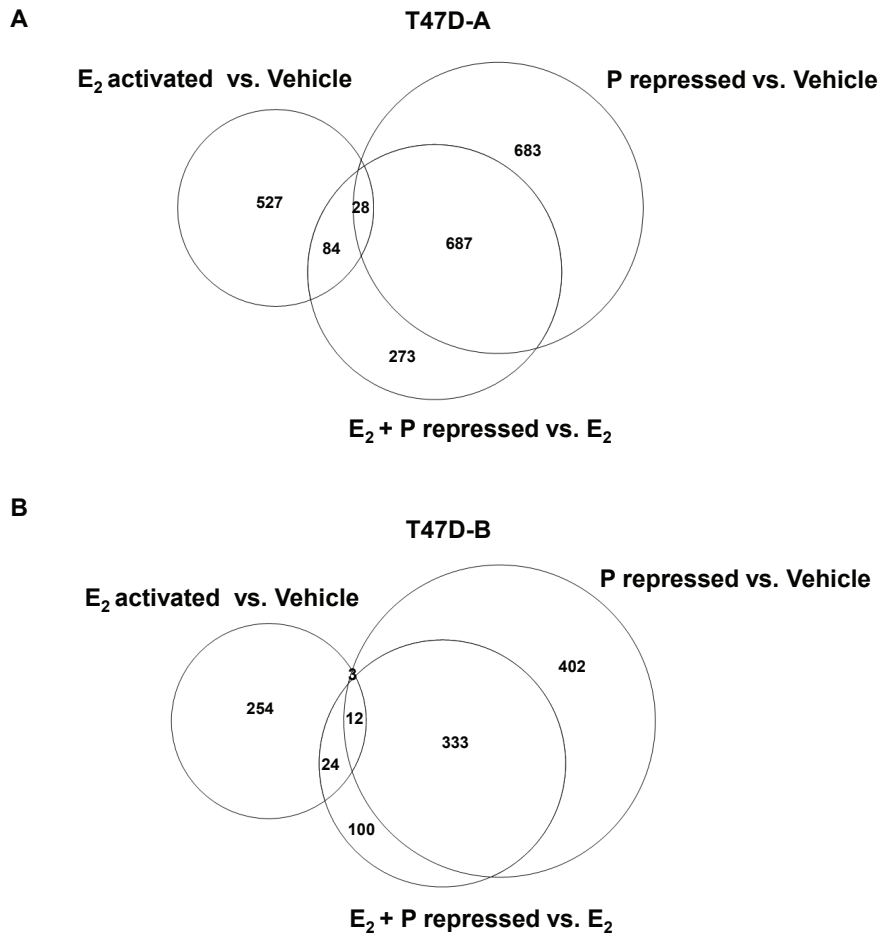 A
T47D-A
E₂ activated vs. Vehicle
P repressed vs. Vehicle
683
527
28
84
687
273
E₂ + P repressed vs. E₂
B
T47D-B
P repressed vs. Vehicle
E₂ activated vs. Vehicle
402
3
254
12
333
24
100
E₂ + P repressed vs. E₂